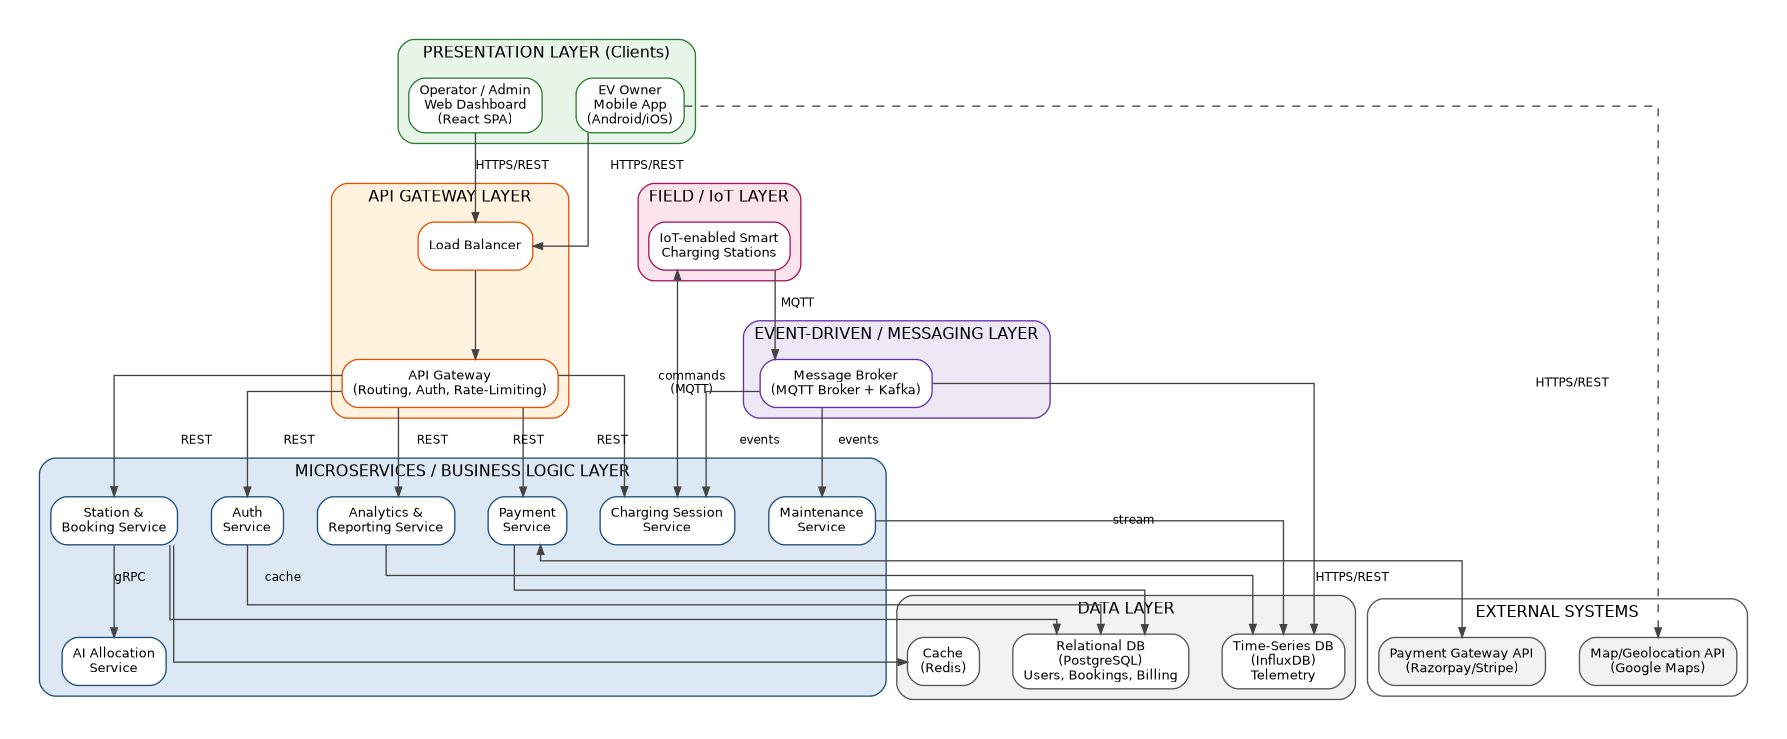 PRESENTATION LAYER (Clients)
Operator / Admin
Web Dashboard
(React SPA)
EV Owner
Mobile App
(Android/iOS)
HTTPS/REST
HTTPS/REST
API GATEWAY LAYER
Load Balancer
FIELD / IoT LAYER
IoT-enabled Smart
Charging Stations
MQTT
EVENT-DRIVEN / MESSAGING LAYER
API Gateway
(Routing, Auth, Rate-Limiting)
commands
(MQTT)
Message Broker
(MQTT Broker + Kafka)
HTTPS/REST
REST
REST
REST
REST
REST
events
events
MICROSERVICES / BUSINESS LOGIC LAYER
Station &
Booking Service
Auth
Service
Analytics &
Reporting Service
Payment
Service
Charging Session
Service
Maintenance
Service
stream
gRPC
cache
HTTPS/REST
AI Allocation
Service
DATA LAYER
Cache
(Redis)
Relational DB
(PostgreSQL)
Users, Bookings, Billing
Time-Series DB
(InfluxDB)
Telemetry
EXTERNAL SYSTEMS
Payment Gateway API
(Razorpay/Stripe)
Map/Geolocation API
(Google Maps)